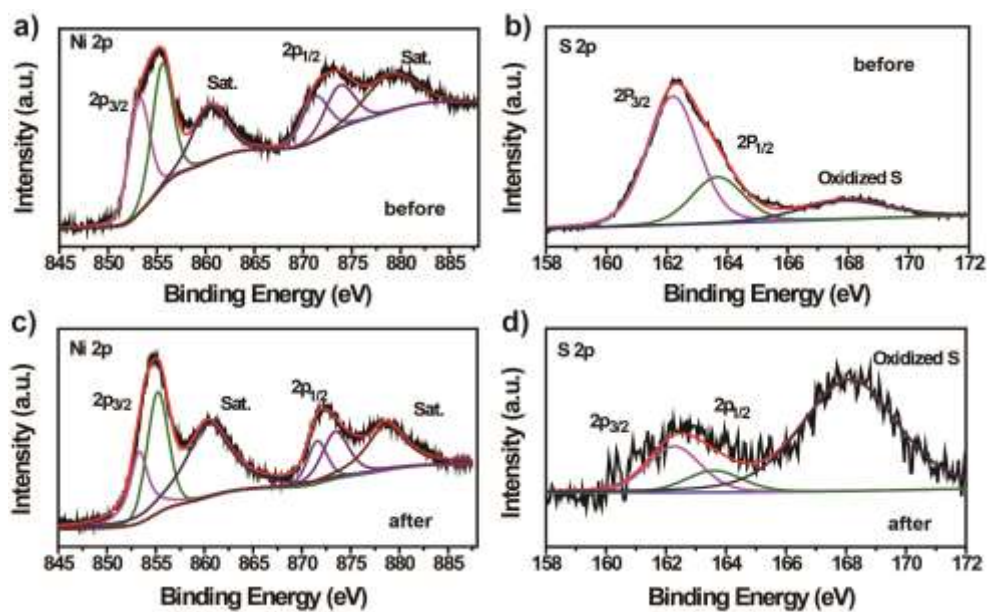 a) Ni 2p
2p3/2
Sat.
2p1/2
Sat.
before
Intensity (a.u.)
845 850 855 860 865 870 875 880 885
Binding Energy (eV)
b) S 2p
before
2P3/2
2P1/2
Oxidized S
Intensity (a.u.)
158 160 162 164 166 168 170 172
Binding Energy (eV)
c) Ni 2p
2p3/2
Sat.
2p1/2
Sat.
after
Intensity (a.u.)
845 850 855 860 865 870 875 880 885
Binding Energy (eV)
d) S 2p
Oxidized S
2p3/2
2p1/2
after
Intensity (a.u.)
158 160 162 164 166 168 170 172
Binding Energy (eV)